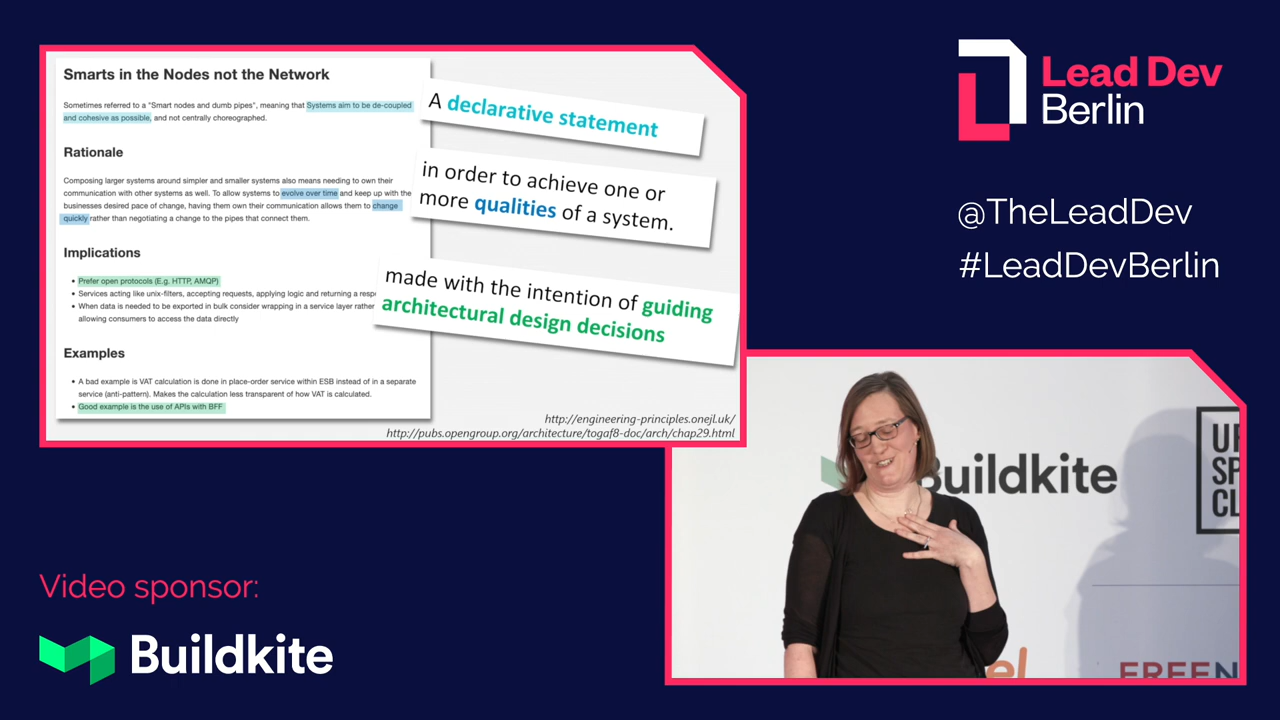 Smarts in the Nodes not the Network
Sometimes referred to a "Smart nodes and dumb pipes", meaning that Systems aim to be de-coupled
and cohesive as possible, and not centrally choreographed.
Rationale
Composing larger systems around simpler and smaller systems also means needing to own their
communication with other systems as well. To allow systems to evolve over time and keep up with the
businesses desired pace of change, having them own their communication allows them to change
quickly rather than negotiating a change to the pipes that connect them.
Implications
• Prefer open protocols (E.g. HTTP, AMQP)
• Services acting like unix-filters, accepting requests, applying logic and returning a
• When data is needed to be exported in bulk consider wrapping in a service layer rather
allowing consumers to access the data directly
Examples
• A bad example is VAT calculation is done in place-order service within ESB instead of in a separate
service (anti-pattern). Makes the calculation less transparent of how VAT is calculated.
• Good example is the use of APIs with BFF
A declarative statement
in order to achieve one or
more qualities of a system.
made with the intention of guiding
architectural design decisions
http://engineering-principles.onejl.uk/
http://pubs.opengroup.org/architecture/togaf8-doc/arch/chap29.html
Lead Dev
Berlin
@TheLeadDev
#LeadDevBerlin
Buildkite
UP
SP
CL
FREEN
Video sponsor:
Buildkite